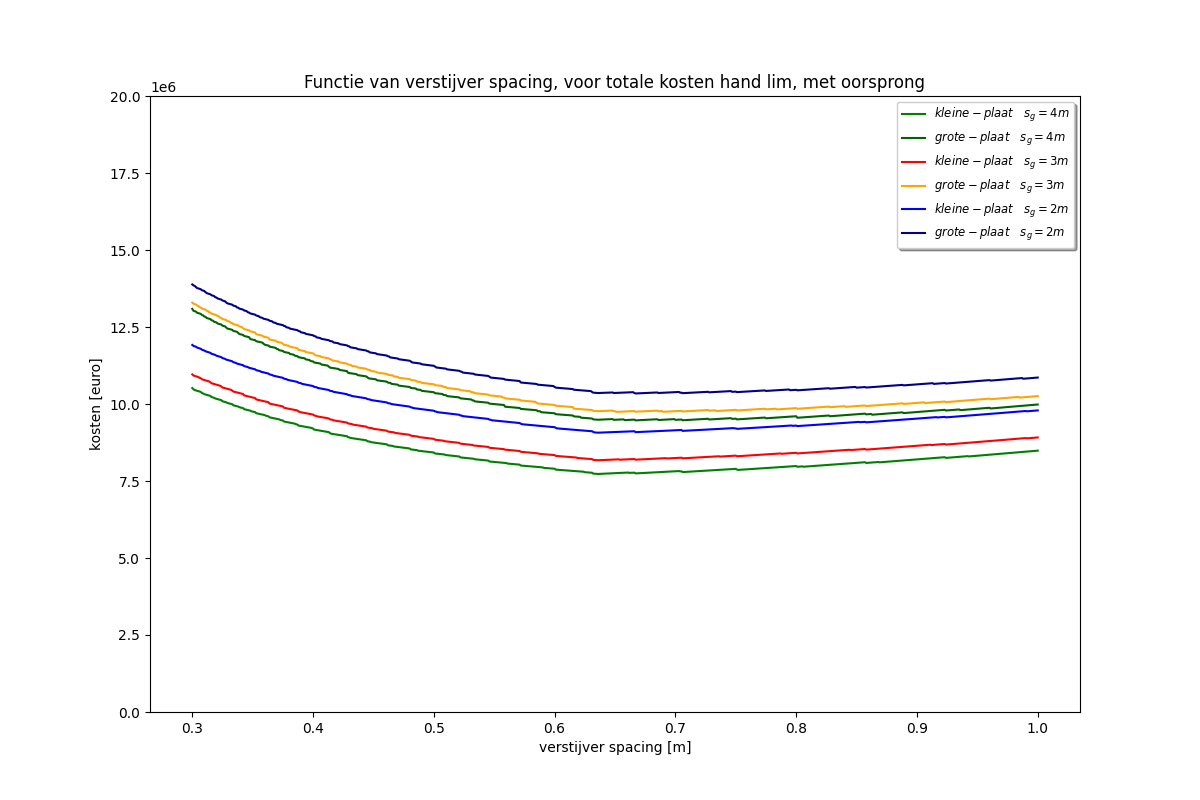 Functie van verstijver spacing, voor totale kosten hand lim, met oorsprong
1e6
20.0
17.5
15.0
12.5
10.0
7.5
5.0
2.5
0.0
kosten [euro]
0.3 0.4 0.5 0.6 0.7 0.8 0.9 1.0
verstijver spacing [m]
kleine − plaat s_g = 4m
grote − plaat s_g = 4m
kleine − plaat s_g = 3m
grote − plaat s_g = 3m
kleine − plaat s_g = 2m
grote − plaat s_g = 2m